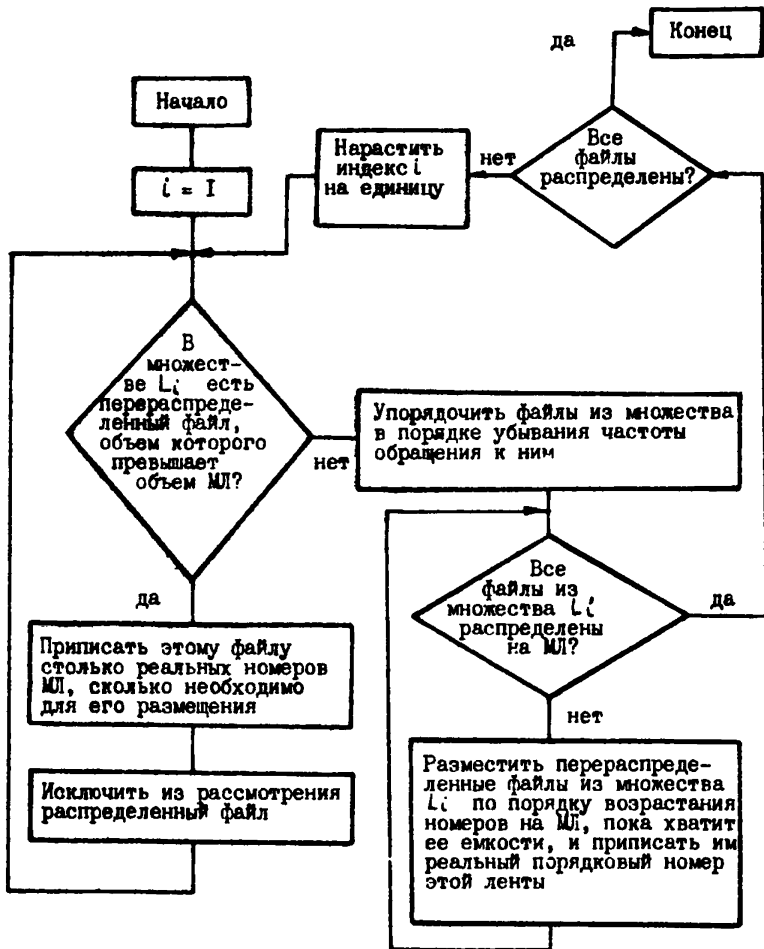 Начало
i = I
В
множест-
ве Li есть
перераспреде-
ленный файл,
объем которого
превышает
объем МЛ?
да
Приписать этому файлу
столько реальных номеров
МЛ, сколько необходимо
для его размещения
Исключить из рассмотрения
распределенный файл
нет
Упорядочить файлы из множества
в порядке убывания частоты
обращения к ним
Все
файлы из
множества Li
распределены
на МЛ?
нет
Разместить перераспреде-
ленные файлы из множества
Li по порядку возрастания
номеров на МЛ, пока хватит
ее емкости, и приписать им
реальный порядковый номер
этой ленты
да
Все
файлы
распределены?
нет
Нарастить
индекс i
на единицу
да
Конец